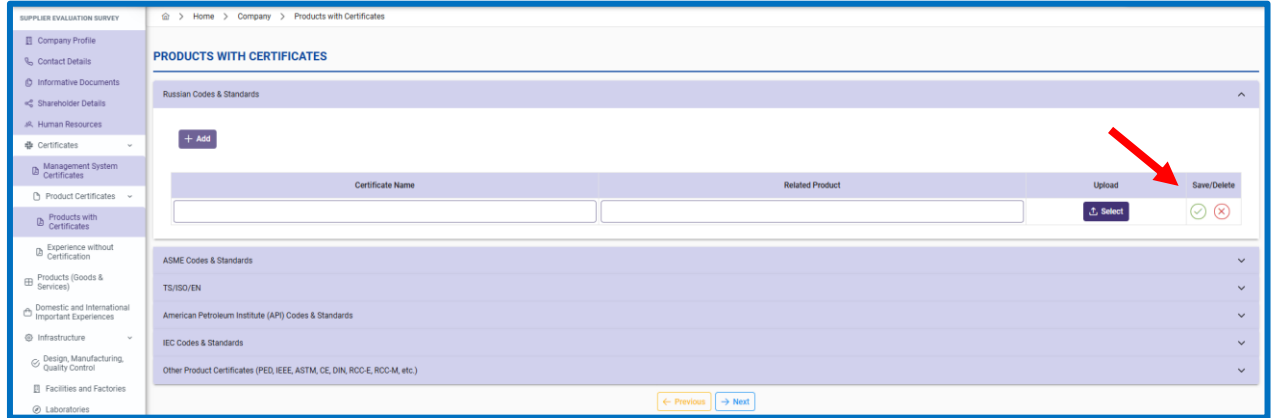 SUPPLIER EVALUATION SURVEY
Company Profile
Contact Details
Informative Documents
Shareholder Details
Human Resources
Certificates
Management System
Certificates
Product Certificates
Products with
Certificates
Experience without
Certification
Products (Goods &
Services)
Domestic and International
Important Experiences
Infrastructure
Design, Manufacturing,
Quality Control
Facilities and Factories
Laboratories
> Home > Company > Products with Certificates
PRODUCTS WITH CERTIFICATES
Russian Codes & Standards
+ Add
Certificate Name Related Product Upload Save/Delete
Select
ASME Codes & Standards
TS/ISO/EN
American Petroleum Institute (API) Codes & Standards
IEC Codes & Standards
Other Product Certificates (PED, IEEE, ASTM, CE, DIN, RCC-E, RCC-M, etc.)
← Previous → Next